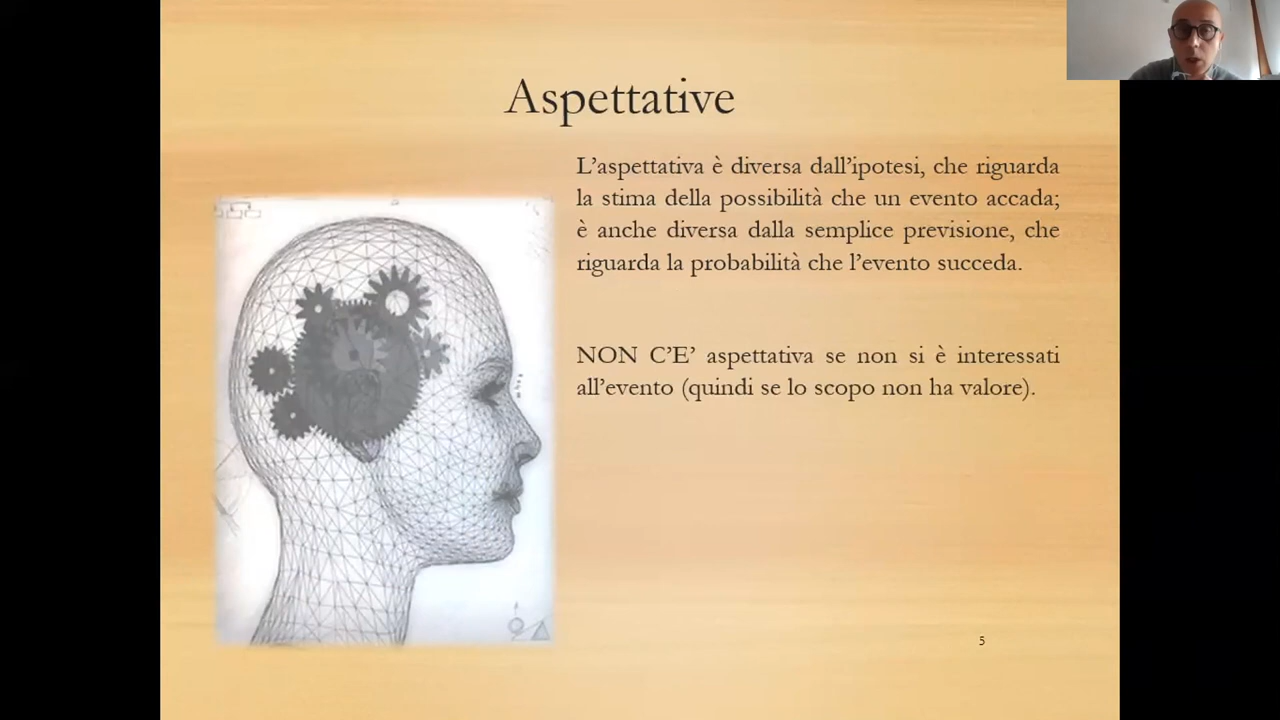 Aspettative
L’aspettativa è diversa dall’ipotesi, che riguarda
la stima della possibilità che un evento accada;
è anche diversa dalla semplice previsione, che
riguarda la probabilità che l’evento succeda.
NON C’E’ aspettativa se non si è interessati
all’evento (quindi se lo scopo non ha valore).
5